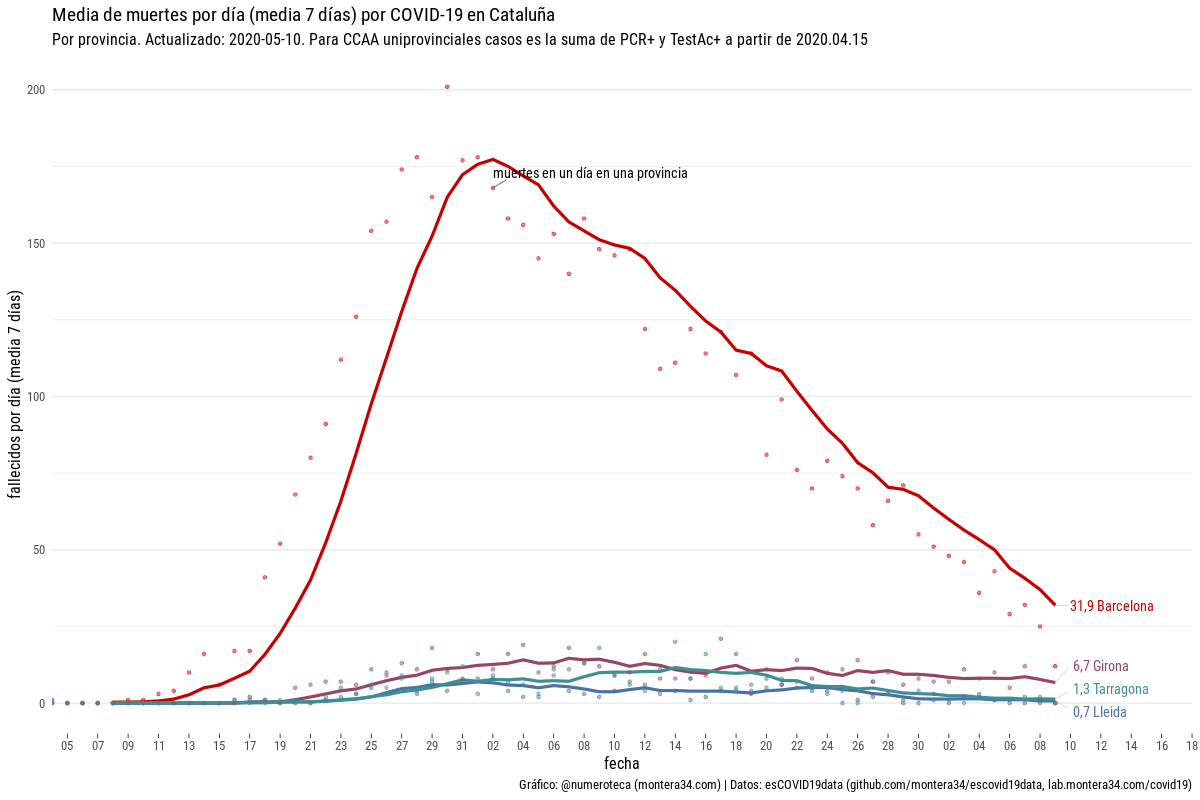 Media de muertes por día (media 7 días) por COVID-19 en Cataluña
Por provincia. Actualizado: 2020-05-10. Para CCAA uniprovinciales casos es la suma de PCR+ y TestAc+ a partir de 2020.04.15
fallecidos por día (media 7 días)
200
150
100
50
0
muertes en un día en una provincia
31,9 Barcelona
6,7 Girona
1,3 Tarragona
0,7 Lleida
05 07 09 11 13 15 17 19 21 23 25 27 29 31 02 04 06 08 10 12 14 16 18 20 22 24 26 28 30 02 04 06 08 10 12 14 16 18
fecha
Gráfico: @numeroteca (montera34.com) | Datos: esCOVID19data (github.com/montera34/escovid19data, lab.montera34.com/covid19)